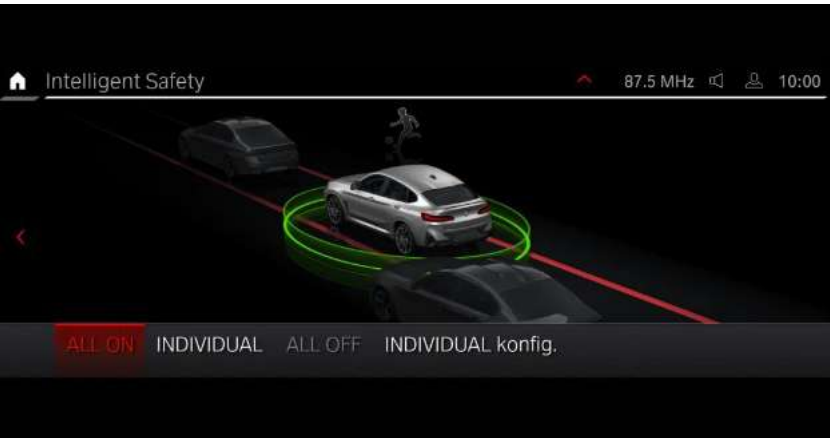 Intelligent Safety 87.5 MHz 10:00
ALL ON INDIVIDUAL ALL OFF INDIVIDUAL konfig.